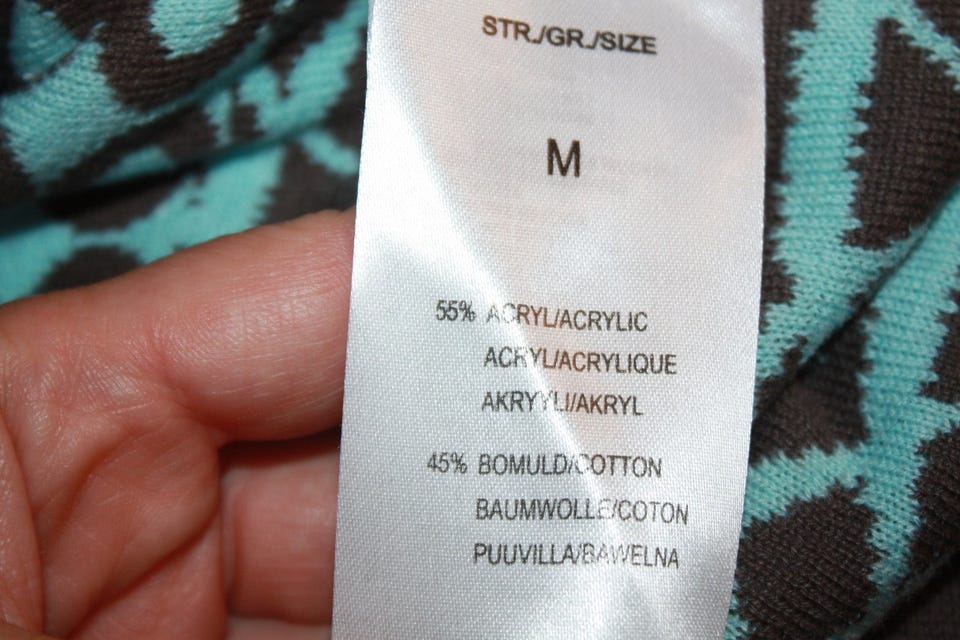 STR./GR./SIZE
M
55% ACRYL/ACRYLIC
ACRYL/ACRYLIQUE
AKRYYLI/AKRYL
45% BOMULD/COTTON
BAUMWOLLE/COTON
PUUVILLA/BAWELNA